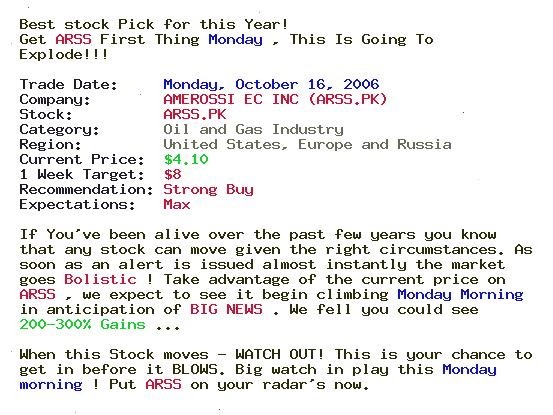 Best stock Pick for this Year!
Get ARSS First Thing Monday , This Is Going To
Explode!!!
Trade Date: Monday, October 16, 2006
Company: AMEROSSI EC INC (ARSS.PK)
Stock: ARSS.PK
Category: Oil and Gas Industry
Region: United States, Europe and Russia
Current Price: $4.10
1 Week Target: $8
Recommendation: Strong Buy
Expectations: Max
If You've been alive over the past few years you know
that any stock can move given the right circumstances. As
soon as an alert is issued almost instantly the market
goes Bolistic ! Take advantage of the current price on
ARSS , we expect to see it begin climbing Monday Morning
in anticipation of BIG NEWS . We fell you could see
200-300% Gains ...
When this Stock moves - WATCH OUT! This is your chance to
get in before it BLOWS. Big watch in play this Monday
morning ! Put ARSS on your radar's now.